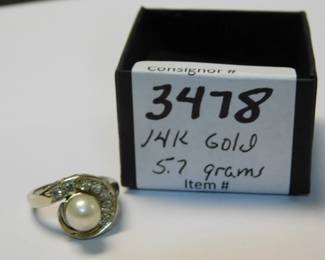 Consignor #
3478
14K Gold
5.7 grams
Item #